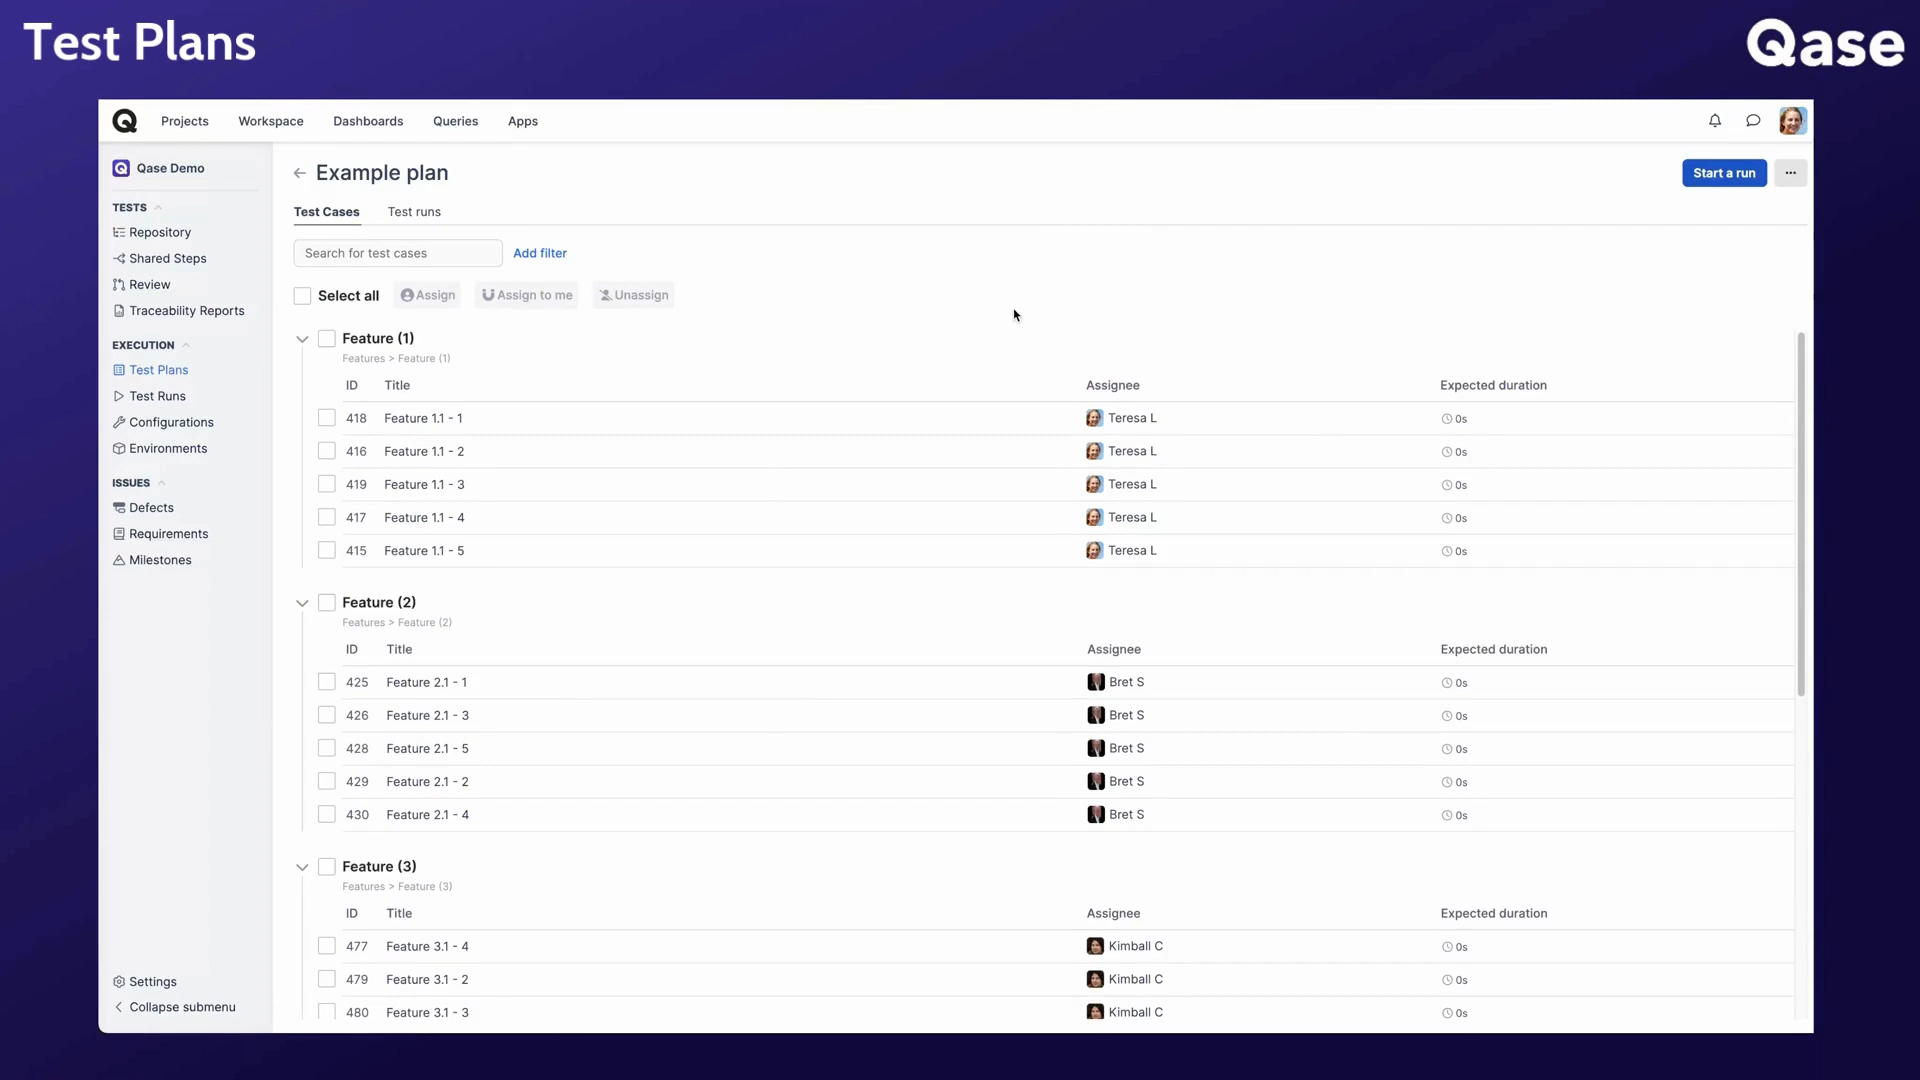 Test Plans
Qase
Projects Workspace Dashboards Queries Apps
Qase Demo
TESTS
Repository
Shared Steps
Review
Traceability Reports
EXECUTION
Test Plans
Test Runs
Configurations
Environments
ISSUES
Defects
Requirements
Milestones
Settings
Collapse submenu
Example plan
Start a run
Test Cases Test runs
Search for test cases Add filter
Select all Assign Assign to me Unassign
Feature (1)
Features > Feature (1)
ID Title Assignee Expected duration
418 Feature 1.1 - 1 Teresa L 0s
416 Feature 1.1 - 2 Teresa L 0s
419 Feature 1.1 - 3 Teresa L 0s
417 Feature 1.1 - 4 Teresa L 0s
415 Feature 1.1 - 5 Teresa L 0s
Feature (2)
Features > Feature (2)
ID Title Assignee Expected duration
425 Feature 2.1 - 1 Bret S 0s
426 Feature 2.1 - 3 Bret S 0s
428 Feature 2.1 - 5 Bret S 0s
429 Feature 2.1 - 2 Bret S 0s
430 Feature 2.1 - 4 Bret S 0s
Feature (3)
Features > Feature (3)
ID Title Assignee Expected duration
477 Feature 3.1 - 4 Kimball C 0s
479 Feature 3.1 - 2 Kimball C 0s
480 Feature 3.1 - 3 Kimball C 0s